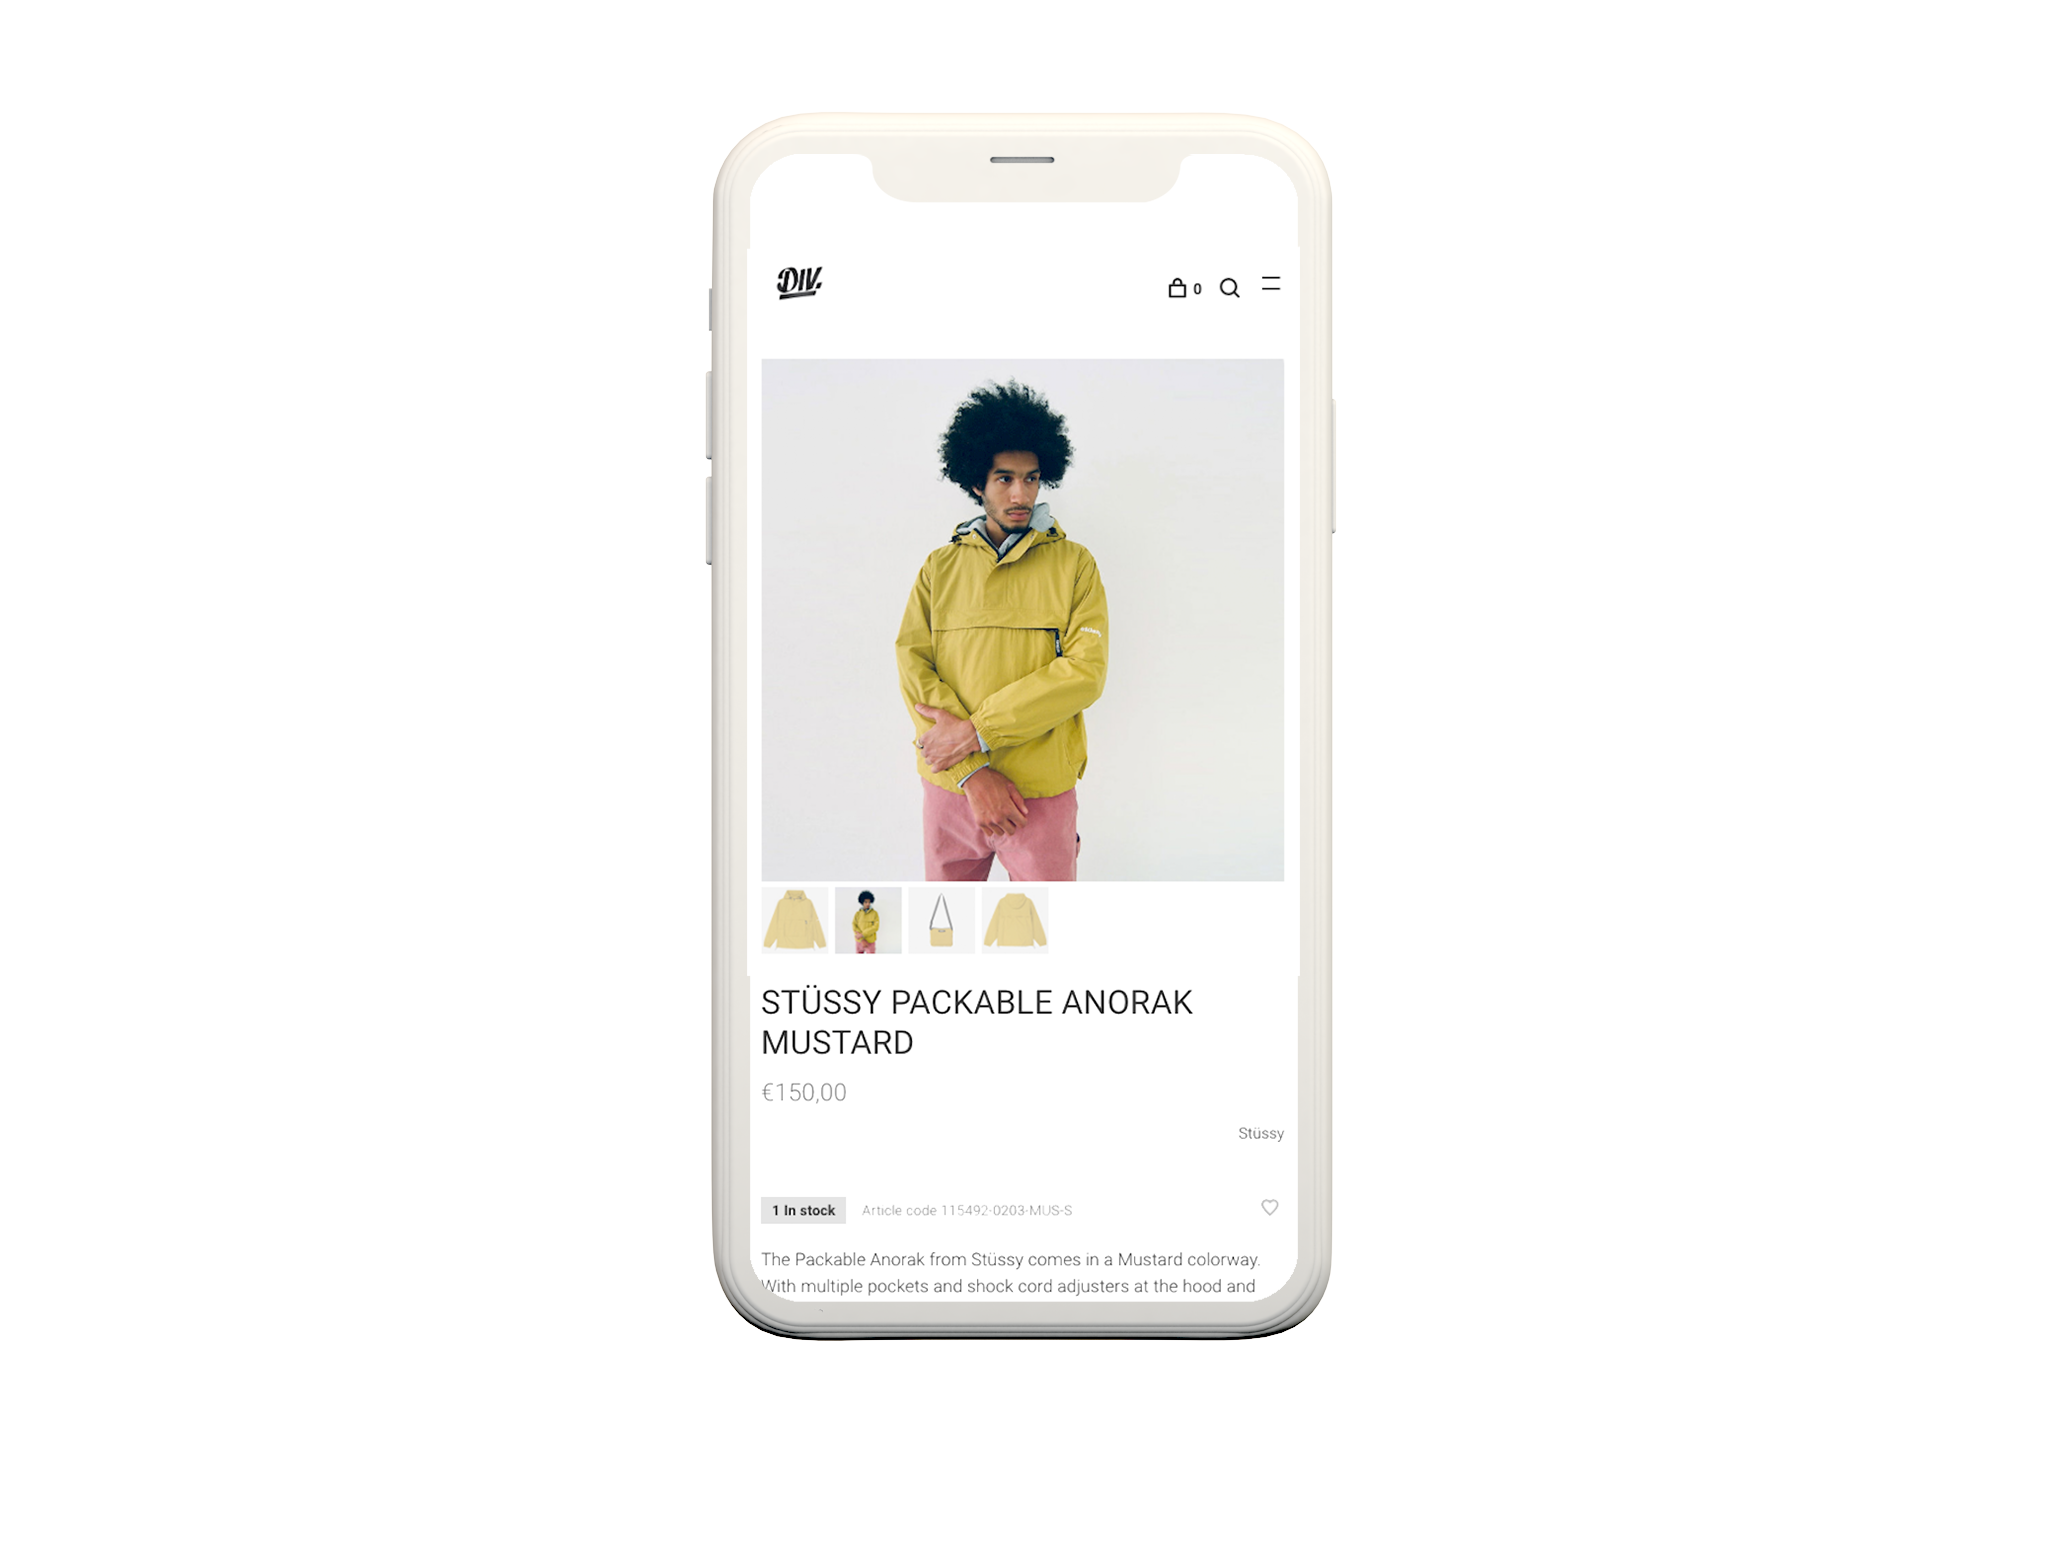 DIV.
0
STÜSSY PACKABLE ANORAK
MUSTARD
€150,00
Stüssy
1 In stock
Article code 115492-0203-MUS-S
The Packable Anorak from Stüssy comes in a Mustard colorway.
With multiple pockets and shock cord adjusters at the hood and